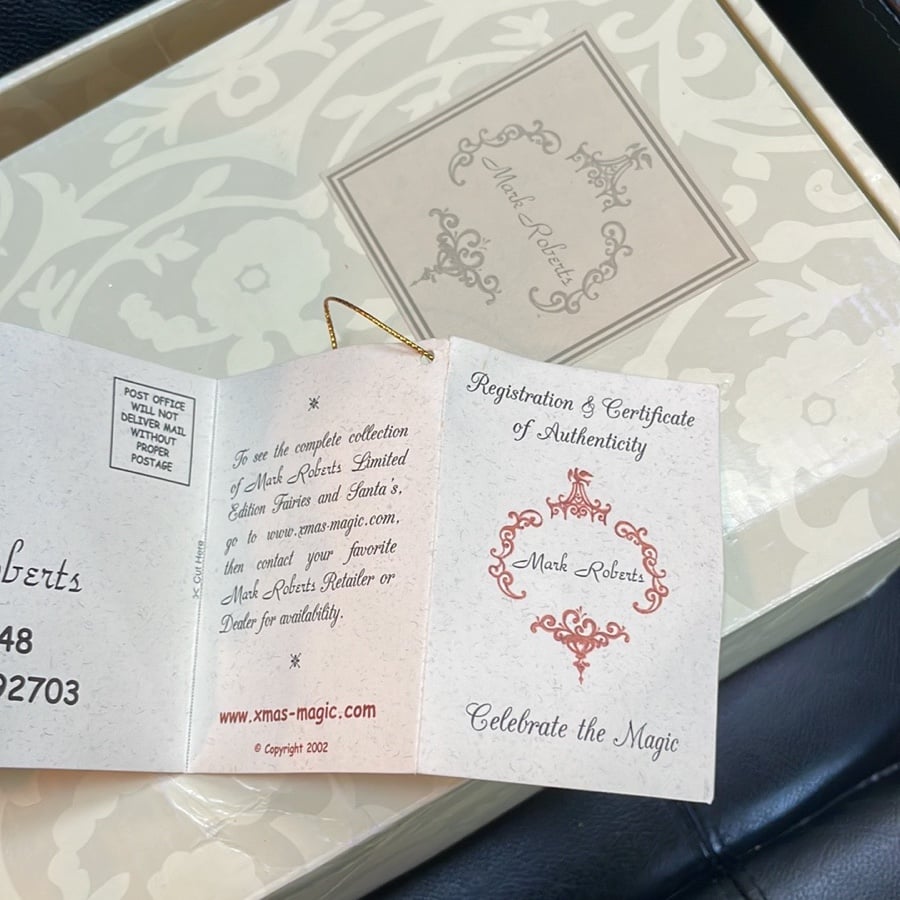 Mark Roberts
POST OFFICE
WILL NOT
DELIVER MAIL
WITHOUT
PROPER
POSTAGE
48
92703
Cut Here
To see the complete collection
of Mark Roberts Limited
Edition Fairies and Santa's,
go to www.xmas-magic.com,
then contact your favorite
Mark Roberts Retailer or
Dealer for availability.
www.xmas-magic.com
© Copyright 2002
Registration & Certificate
of Authenticity
Mark Roberts
Celebrate the Magic